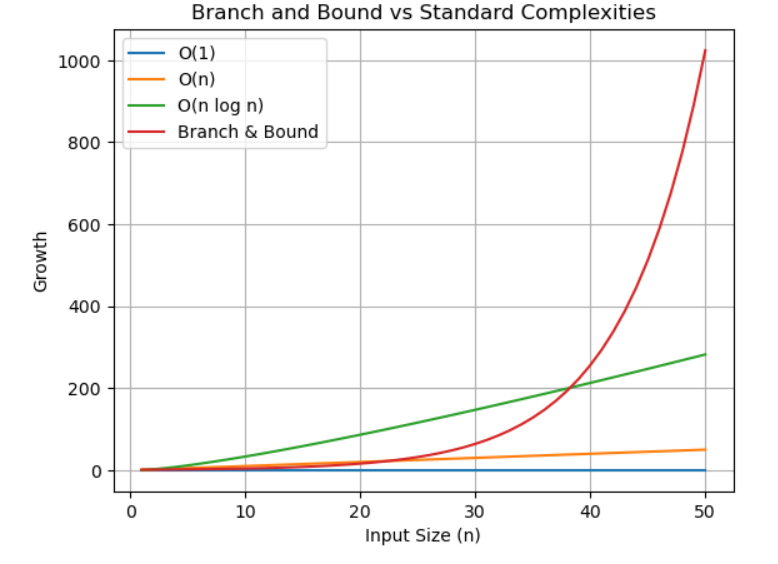 Branch and Bound vs Standard Complexities
O(1)
O(n)
O(n log n)
Branch & Bound
1000
800
600
400
200
0
Growth
0 10 20 30 40 50
Input Size (n)